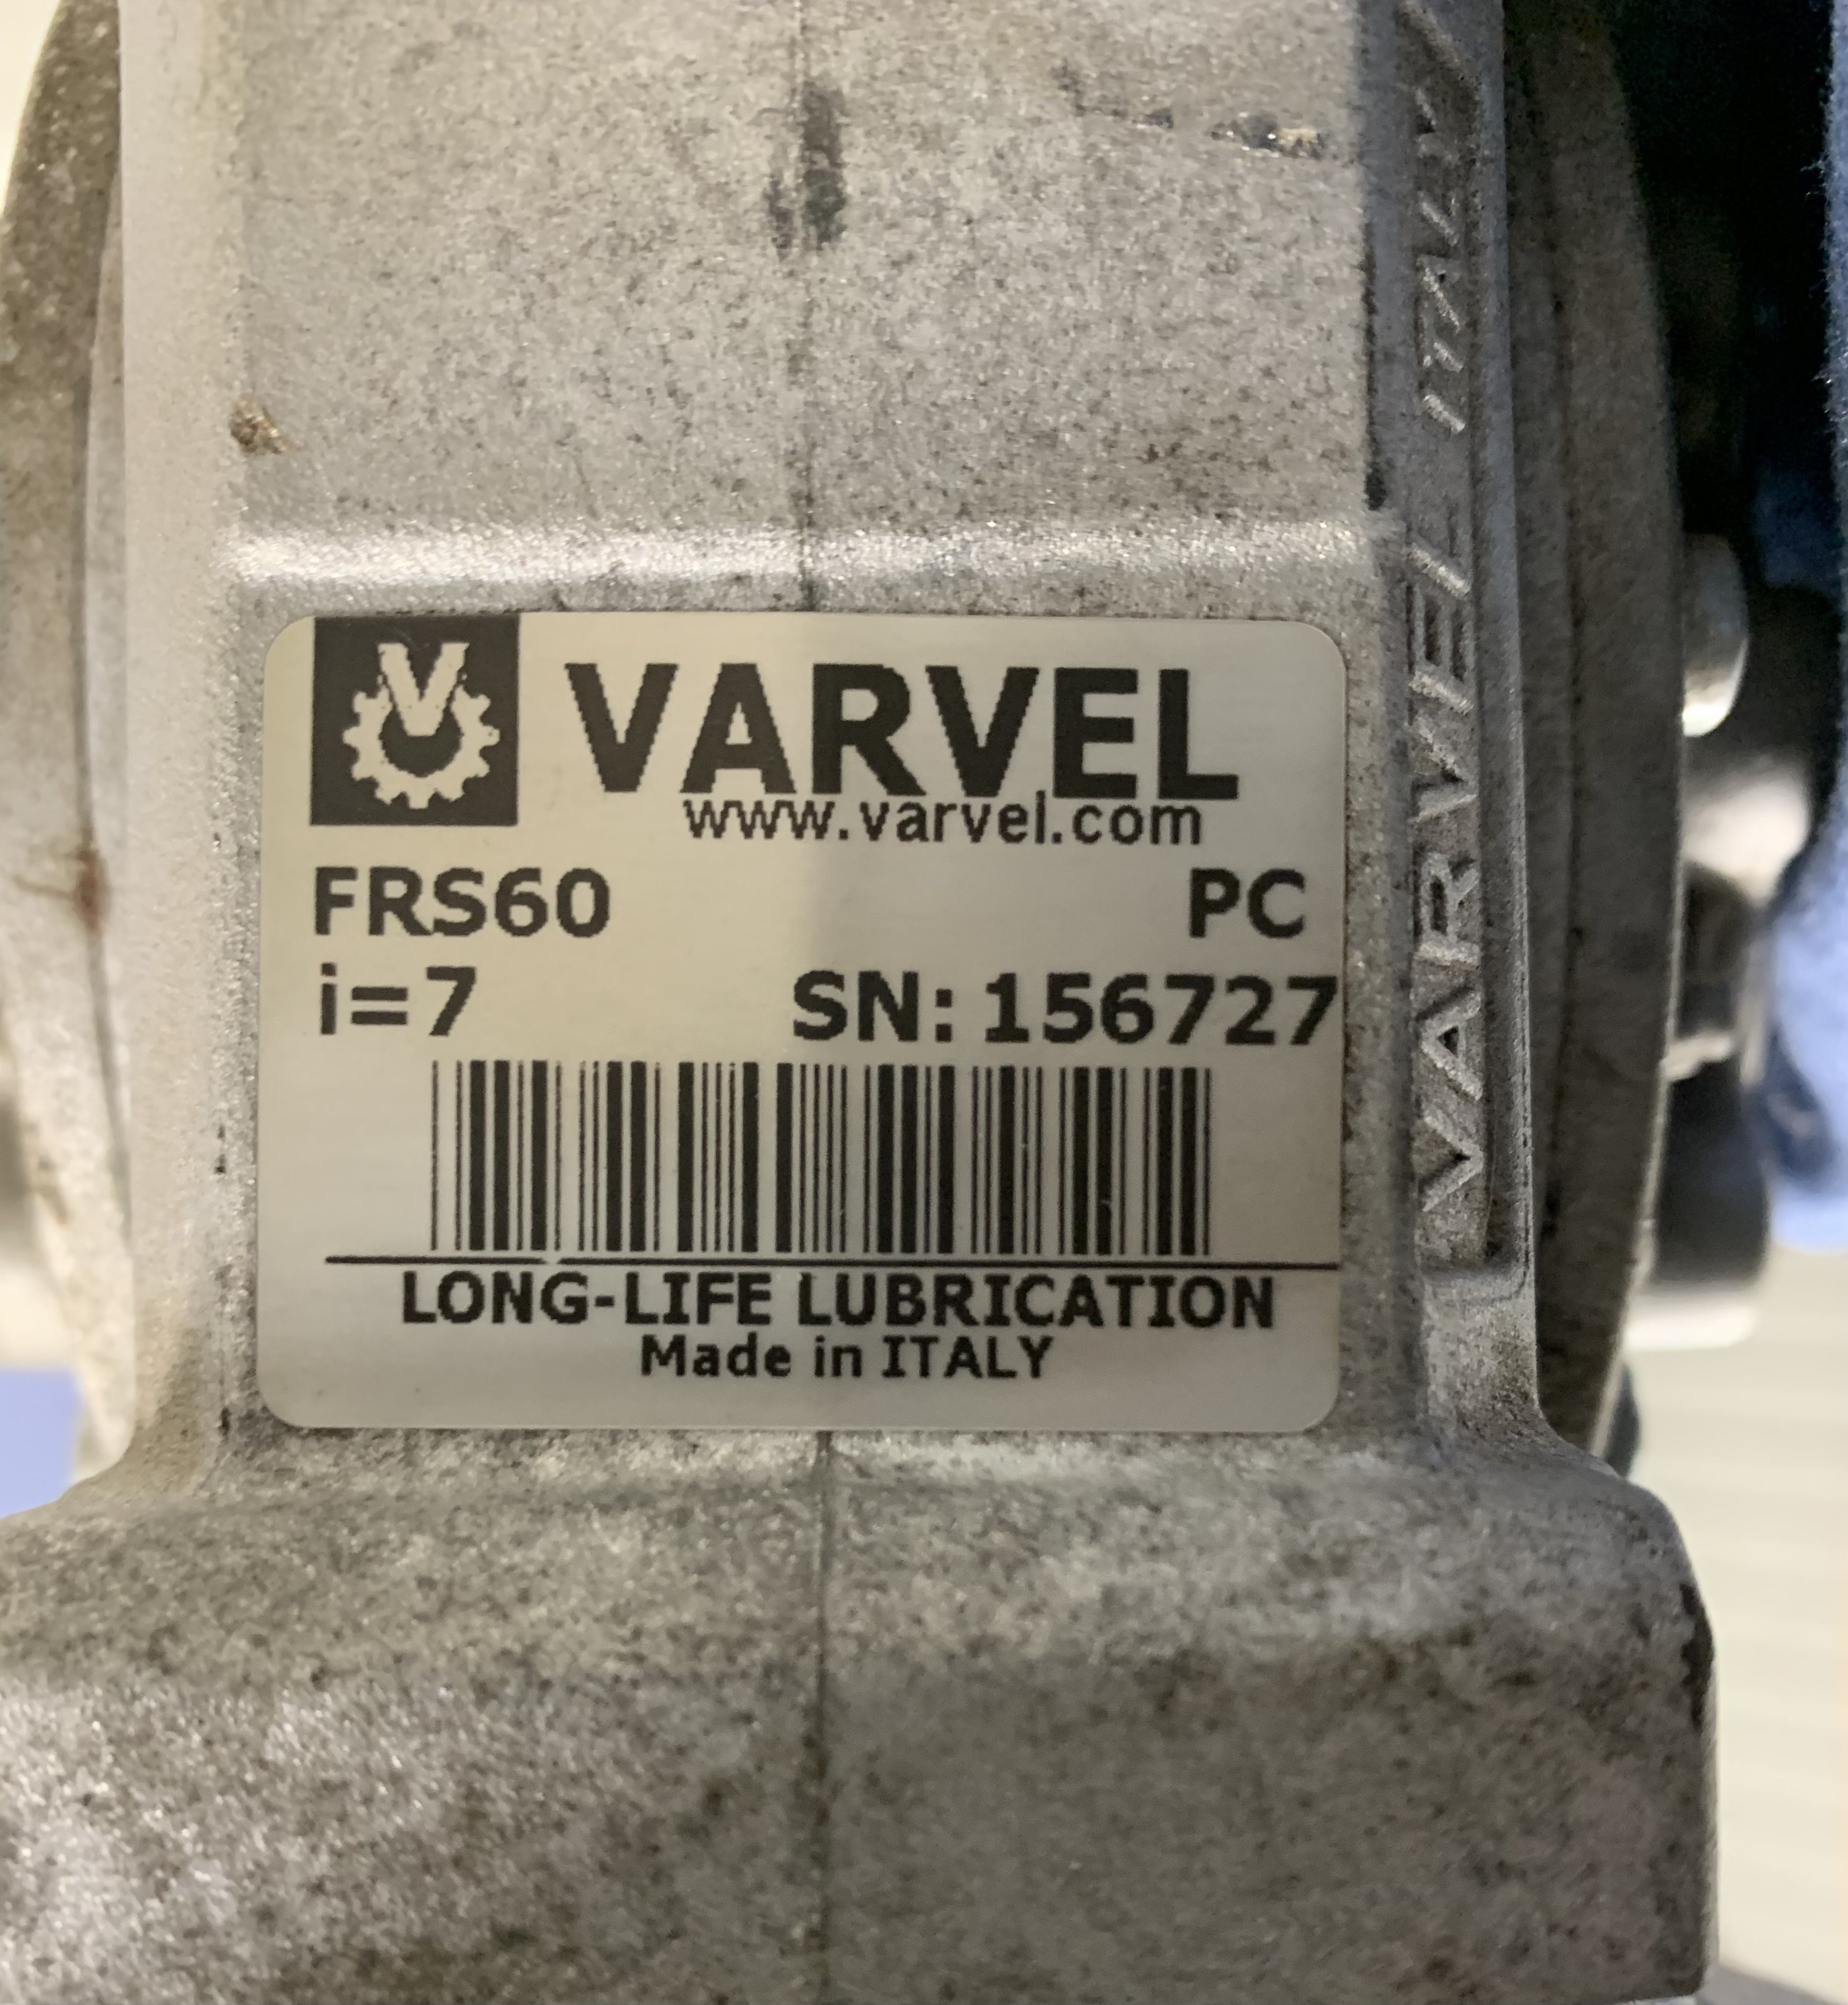 V
VARVEL
www.varvel.com
FRS60 PC
i=7 SN: 156727
LONG-LIFE LUBRICATION
Made in ITALY
VARVEL ITALY